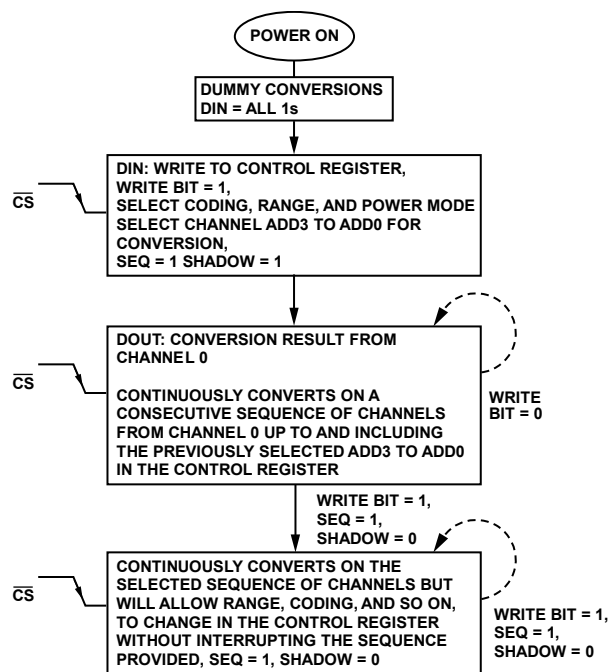 POWER ON
DUMMY CONVERSIONS
DIN = ALL 1s
CS
DIN: WRITE TO CONTROL REGISTER,
WRITE BIT = 1,
SELECT CODING, RANGE, AND POWER MODE
SELECT CHANNEL ADD3 TO ADD0 FOR
CONVERSION,
SEQ = 1 SHADOW = 1
CS
DOUT: CONVERSION RESULT FROM
CHANNEL 0
CONTINUOUSLY CONVERTS ON A
CONSECUTIVE SEQUENCE OF CHANNELS
FROM CHANNEL 0 UP TO AND INCLUDING
THE PREVIOUSLY SELECTED ADD3 TO ADD0
IN THE CONTROL REGISTER
WRITE
BIT = 0
WRITE BIT = 1,
SEQ = 1,
SHADOW = 0
CS
CONTINUOUSLY CONVERTS ON THE
SELECTED SEQUENCE OF CHANNELS BUT
WILL ALLOW RANGE, CODING, AND SO ON,
TO CHANGE IN THE CONTROL REGISTER
WITHOUT INTERRUPTING THE SEQUENCE
PROVIDED, SEQ = 1, SHADOW = 0
WRITE BIT = 1,
SEQ = 1,
SHADOW = 0